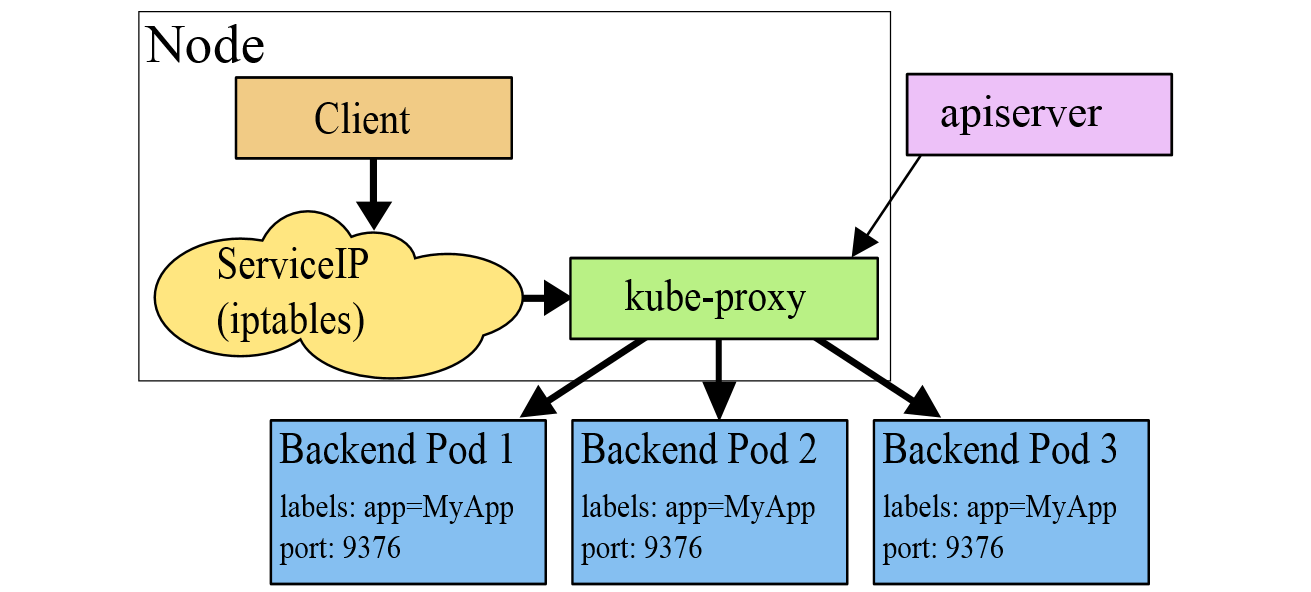 Node
Client
apiserver
ServiceIP
(iptables)
kube-proxy
Backend Pod 1
labels: app=MyApp
port: 9376
Backend Pod 2
labels: app=MyApp
port: 9376
Backend Pod 3
labels: app=MyApp
port: 9376